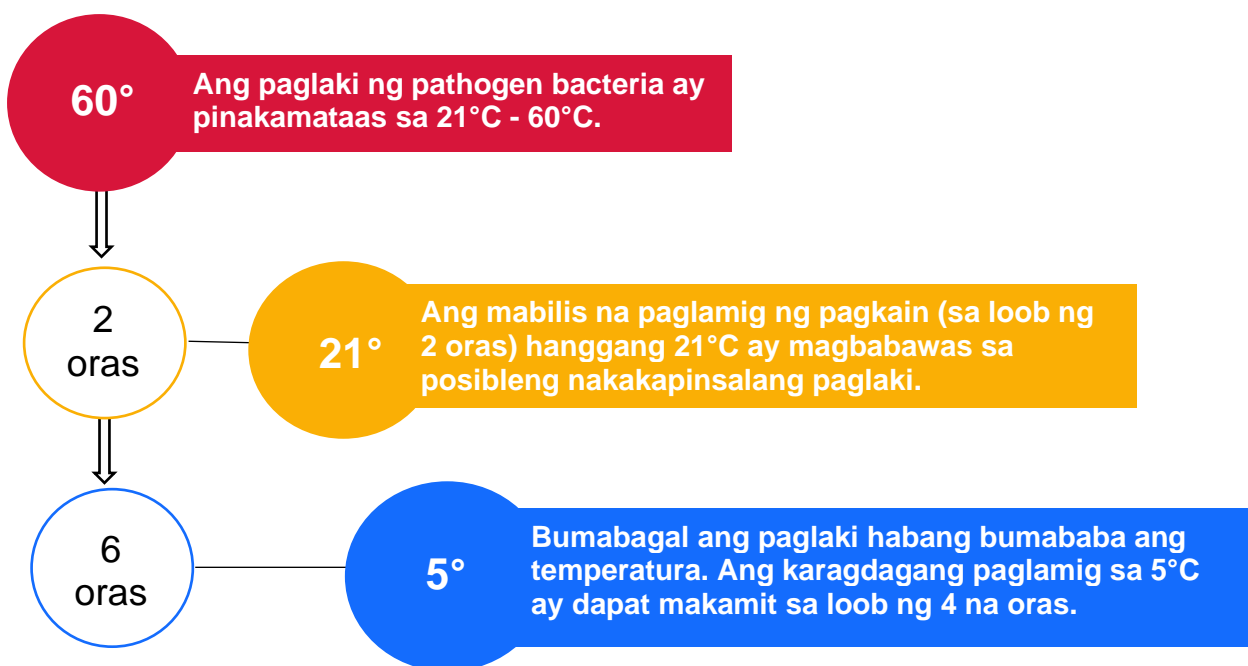 60°
Ang paglaki ng pathogen bacteria ay
pinakamataas sa 21°C - 60°C.
2
oras
21°
Ang mabilis na paglamig ng pagkain (sa loob ng
2 oras) hanggang 21°C ay magbabawas sa
posibleng nakakapinsalang paglaki.
6
oras
5°
Bumabagal ang paglaki habang bumababa ang
temperatura. Ang karagdagang paglamig sa 5°C
ay dapat makamit sa loob ng 4 na oras.